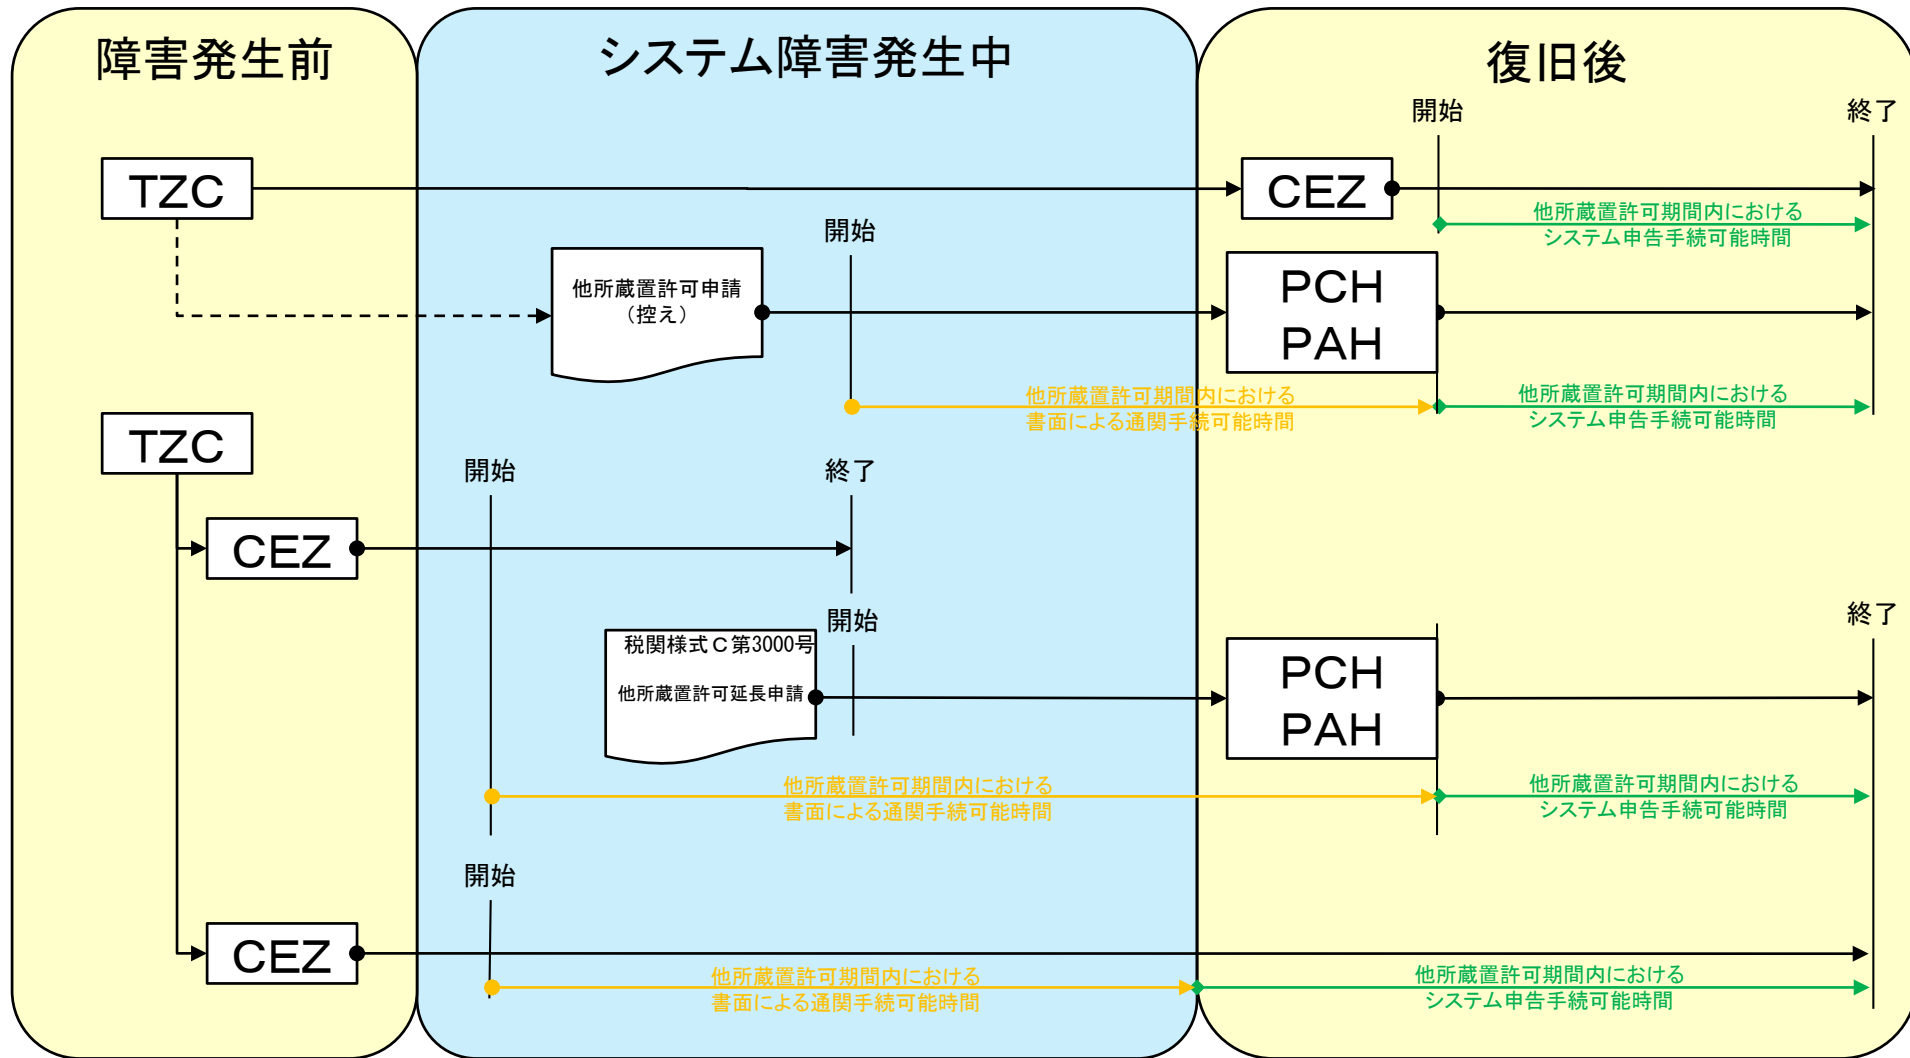 障害発生前
システム障害発生中
復旧後
開始
終了
TZC
CEZ
他所蔵置許可期間内における
システム申告手続可能時間
開始
他所蔵置許可申請
（控え）
PCH
PAH
他所蔵置許可期間内における
書面による通関手続可能時間
他所蔵置許可期間内における
システム申告手続可能時間
TZC
開始
終了
CEZ
開始
終了
税関様式Ｃ第3000号
他所蔵置許可延長申請
PCH
PAH
他所蔵置許可期間内における
書面による通関手続可能時間
他所蔵置許可期間内における
システム申告手続可能時間
開始
CEZ
他所蔵置許可期間内における
書面による通関手続可能時間
他所蔵置許可期間内における
システム申告手続可能時間